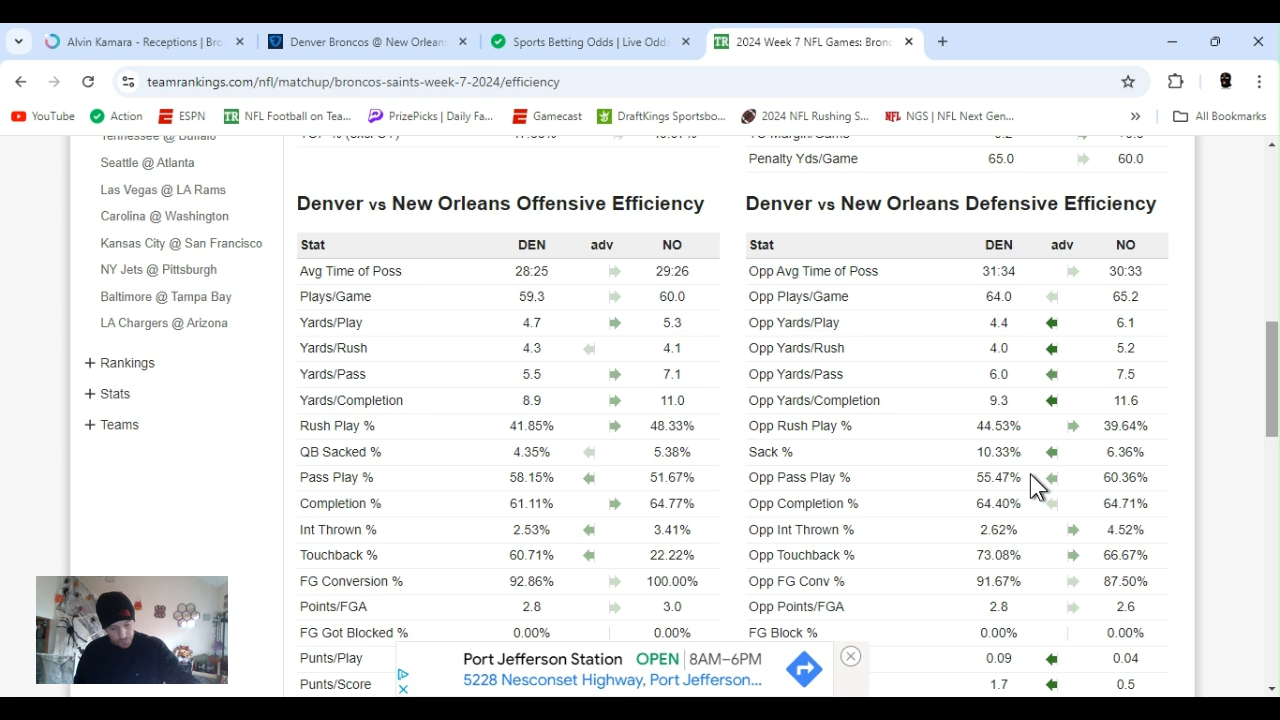 Alvin Kamara - Receptions | Bro
Denver Broncos @ New Orlean
Sports Betting Odds | Live Odd
2024 Week 7 NFL Games: Bronc
teamrankings.com/nfl/matchup/broncos-saints-week-7-2024/efficiency
YouTube Action ESPN NFL Football on Tea... PrizePicks | Daily Fa... Gamecast DraftKings Sportsbo... 2024 NFL Rushing S... NGS | NFL Next Gen... » All Bookmarks
Tennessee @ Buffalo
Seattle @ Atlanta
Las Vegas @ LA Rams
Carolina @ Washington
Kansas City @ San Francisco
NY Jets @ Pittsburgh
Baltimore @ Tampa Bay
LA Chargers @ Arizona
+ Rankings
+ Stats
+ Teams
Penalty Yds/Game 65.0 60.0
Denver vs New Orleans Offensive Efficiency
Stat DEN adv NO
Avg Time of Poss 28:25 29:26
Plays/Game 59.3 60.0
Yards/Play 4.7 5.3
Yards/Rush 4.3 4.1
Yards/Pass 5.5 7.1
Yards/Completion 8.9 11.0
Rush Play % 41.85% 48.33%
QB Sacked % 4.35% 5.38%
Pass Play % 58.15% 51.67%
Completion % 61.11% 64.77%
Int Thrown % 2.53% 3.41%
Touchback % 60.71% 22.22%
FG Conversion % 92.86% 100.00%
Points/FGA 2.8 3.0
FG Got Blocked % 0.00% 0.00%
Punts/Play
Punts/Score
Denver vs New Orleans Defensive Efficiency
Stat DEN adv NO
Opp Avg Time of Poss 31:34 30:33
Opp Plays/Game 64.0 65.2
Opp Yards/Play 4.4 6.1
Opp Yards/Rush 4.0 5.2
Opp Yards/Pass 6.0 7.5
Opp Yards/Completion 9.3 11.6
Opp Rush Play % 44.53% 39.64%
Sack % 10.33% 6.36%
Opp Pass Play % 55.47% 60.36%
Opp Completion % 64.40% 64.71%
Opp Int Thrown % 2.62% 4.52%
Opp Touchback % 73.08% 66.67%
Opp FG Conv % 91.67% 87.50%
Opp Points/FGA 2.8 2.6
FG Block % 0.00% 0.00%
0.09 0.04
1.7 0.5
Port Jefferson Station OPEN 8AM–6PM
5228 Nesconset Highway, Port Jefferson...